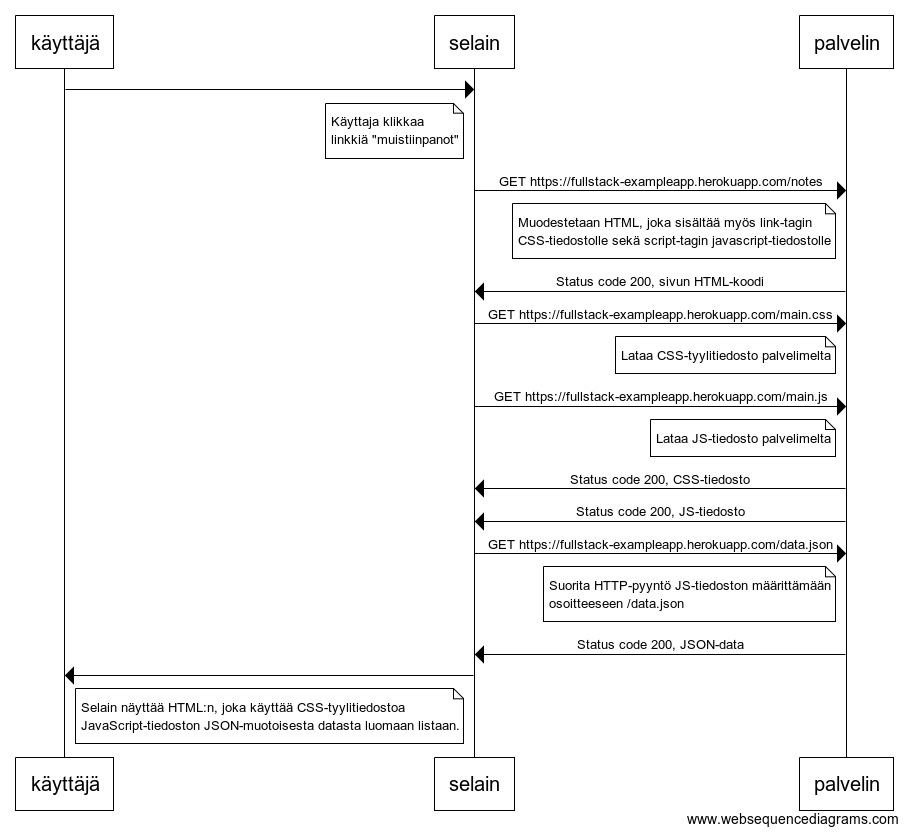 käyttäjä selain palvelin
Käyttaja klikkaa
linkkiä "muistiinpanot"
GET https://fullstack-exampleapp.herokuapp.com/notes
Muodestetaan HTML, joka sisältää myös link-tagin
CSS-tiedostolle sekä script-tagin javascript-tiedostolle
Status code 200, sivun HTML-koodi
GET https://fullstack-exampleapp.herokuapp.com/main.css
Lataa CSS-tyylitiedosto palvelimelta
GET https://fullstack-exampleapp.herokuapp.com/main.js
Lataa JS-tiedosto palvelimelta
Status code 200, CSS-tiedosto
Status code 200, JS-tiedosto
GET https://fullstack-exampleapp.herokuapp.com/data.json
Suorita HTTP-pyyntö JS-tiedoston määrittämään
osoitteeseen /data.json
Status code 200, JSON-data
Selain näyttää HTML:n, joka käyttää CSS-tyylitiedostoa
JavaScript-tiedoston JSON-muotoisesta datasta luomaan listaan.
käyttäjä selain palvelin
www.websequencediagrams.com